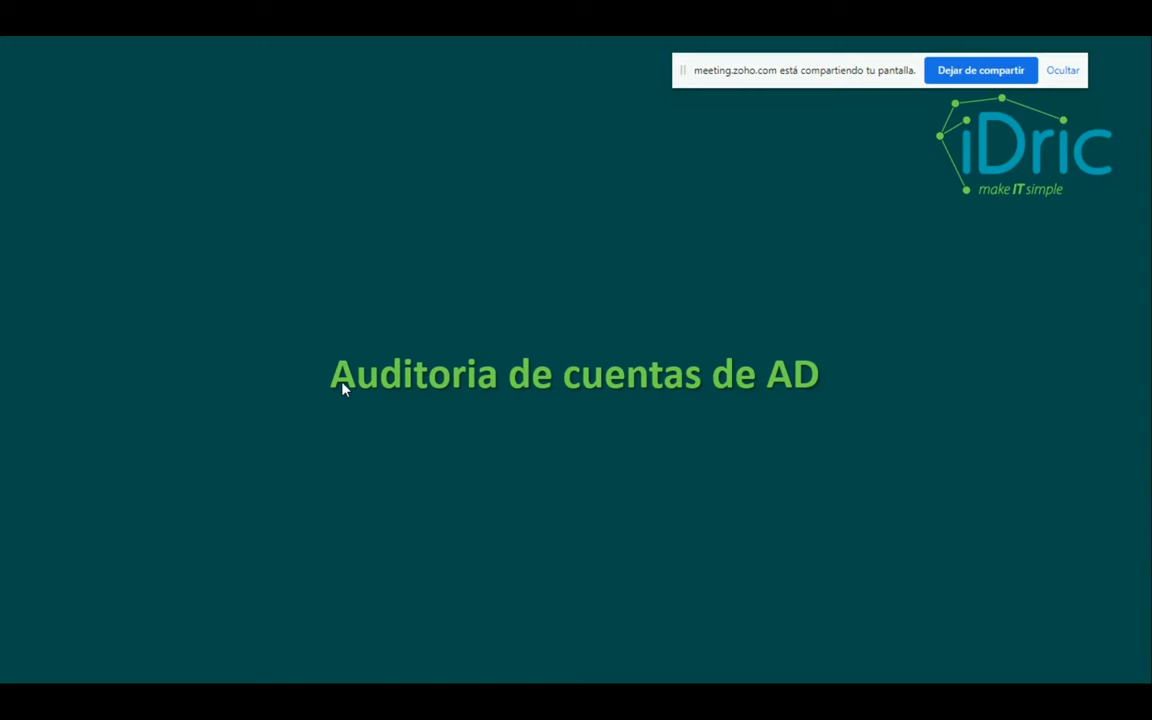 meeting.zoho.com está compartiendo tu pantalla. Dejar de compartir Ocultar
iDric
make IT simple
Auditoria de cuentas de AD